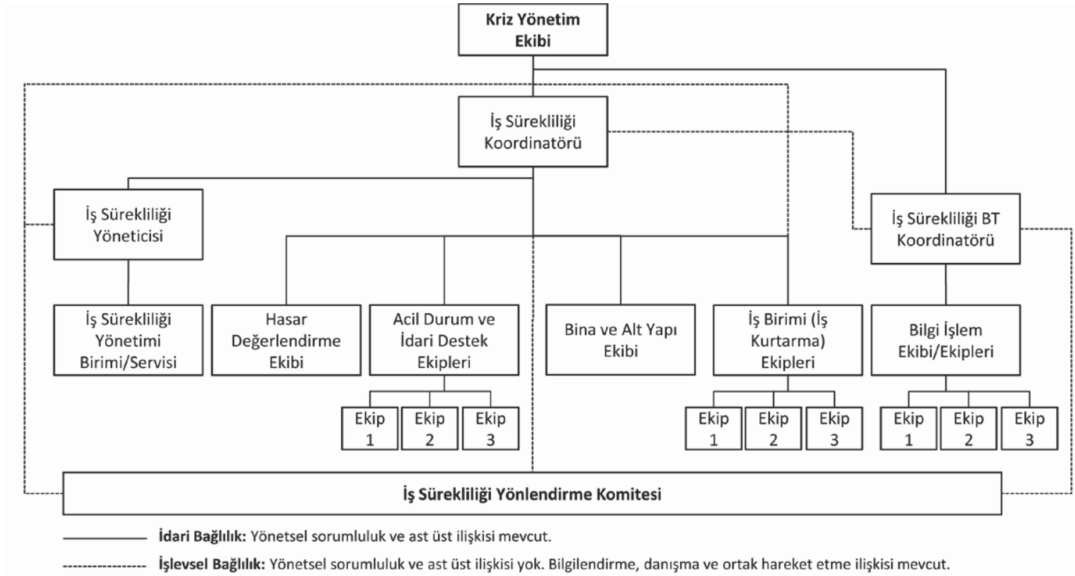 Kriz Yönetim
Ekibi
İş Sürekliliği
Koordinatörü
İş Sürekliliği
Yöneticisi
İş Sürekliliği BT
Koordinatörü
İş Sürekliliği
Yönetimi
Birimi/Servisi
Hasar
Değerlendirme
Ekibi
Acil Durum ve
İdari Destek
Ekipleri
Bina ve Alt Yapı
Ekibi
İş Birimi (İş
Kurtarma)
Ekipleri
Bilgi İşlem
Ekibi/Ekipleri
Ekip
1
Ekip
2
Ekip
3
Ekip
1
Ekip
2
Ekip
3
Ekip
1
Ekip
2
Ekip
3
İş Sürekliliği Yönlendirme Komitesi
İdari Bağlılık: Yönetsel sorumluluk ve ast üst ilişkisi mevcut.
İşlevsel Bağlılık: Yönetsel sorumluluk ve ast üst ilişkisi yok. Bilgilendirme, danışma ve ortak hareket etme ilişkisi mevcut.